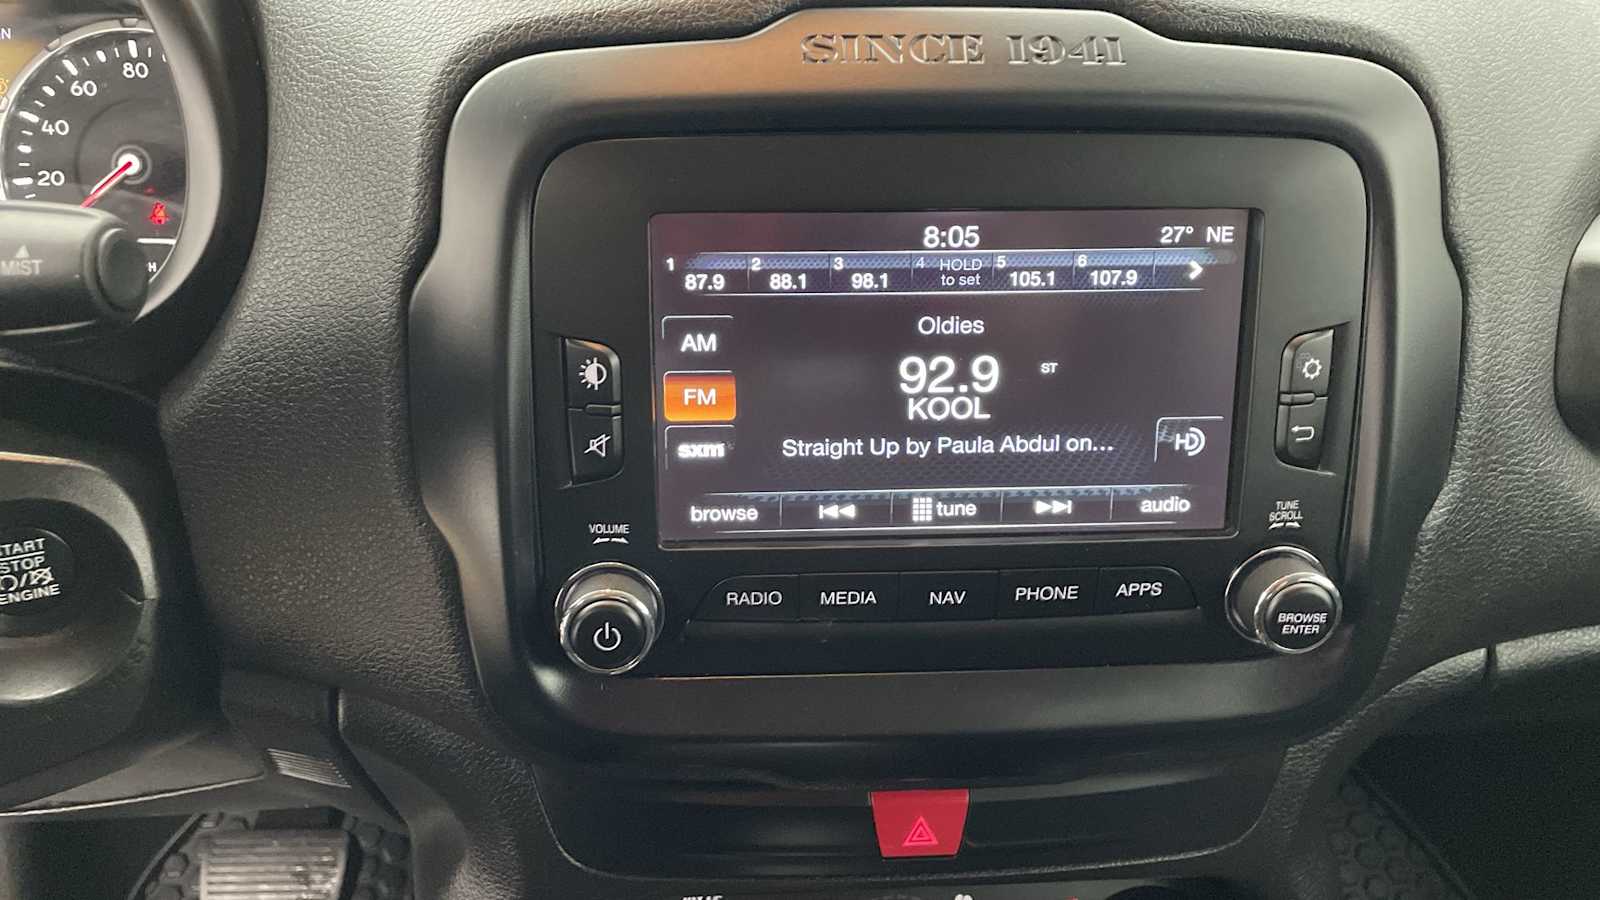 SINCE 1941
80
60
40
20
MIST
H
8:05
27° NE
1 87.9
2 88.1
3 98.1
4 HOLD
to set
5 105.1
6 107.9
AM
FM
sxm
Oldies
92.9
ST
KOOL
Straight Up by Paula Abdul on...
HD
browse
tune
audio
VOLUME
TUNE
SCROLL
START
STOP
ENGINE
RADIO
MEDIA
NAV
PHONE
APPS
BROWSE
ENTER